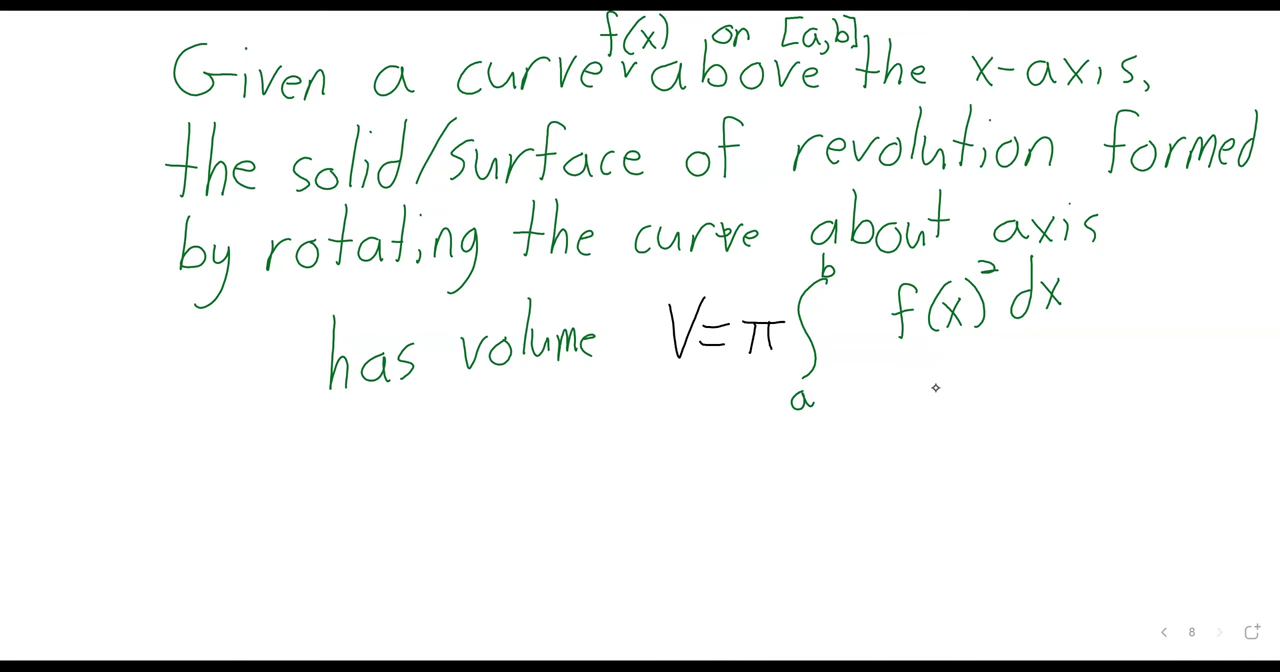 f(x) on [a,b],
Given a curve ∨ above the x-axis,
the solid/surface of revolution formed
by rotating the curve about axis
has volume V=π∫_a^b f(x)² dx
8